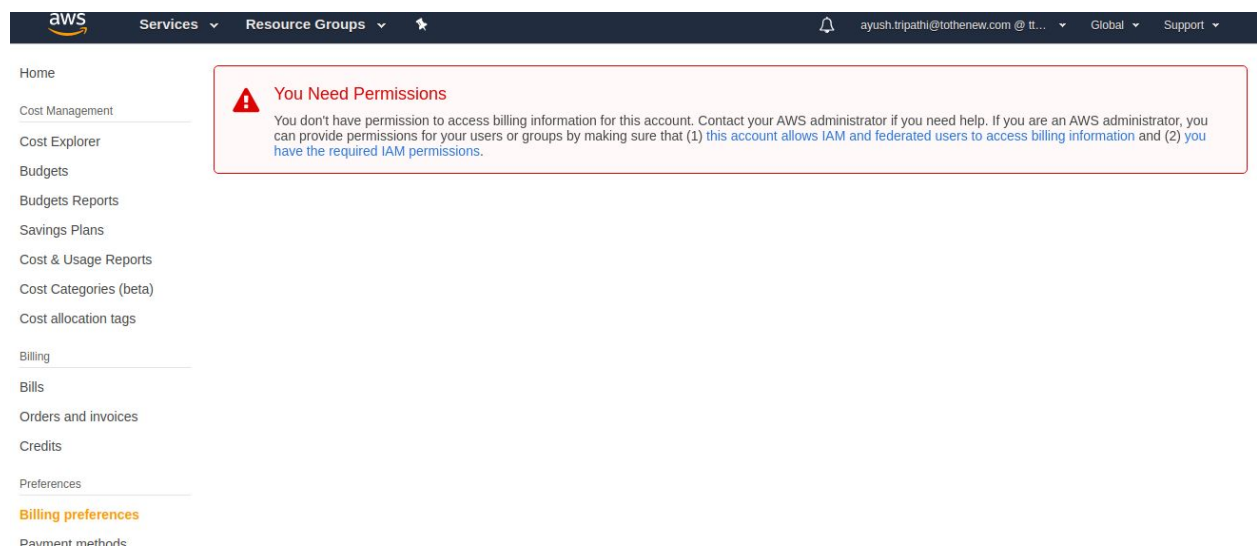 aws Services Resource Groups ayush.tripathi@tothenew.com @ tt... Global Support
Home
Cost Management
Cost Explorer
Budgets
Budgets Reports
Savings Plans
Cost & Usage Reports
Cost Categories (beta)
Cost allocation tags
Billing
Bills
Orders and invoices
Credits
Preferences
Billing preferences
Payment methods
You Need Permissions
You don't have permission to access billing information for this account. Contact your AWS administrator if you need help. If you are an AWS administrator, you
can provide permissions for your users or groups by making sure that (1) this account allows IAM and federated users to access billing information and (2) you
have the required IAM permissions.